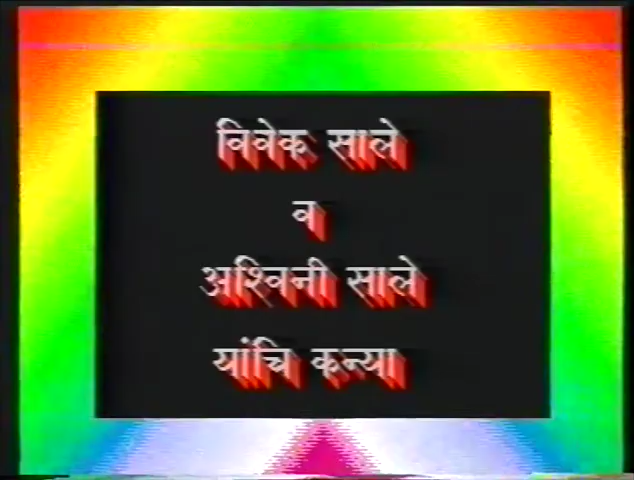 विवेक साले
व
अश्विनी साले
यांचि कन्या